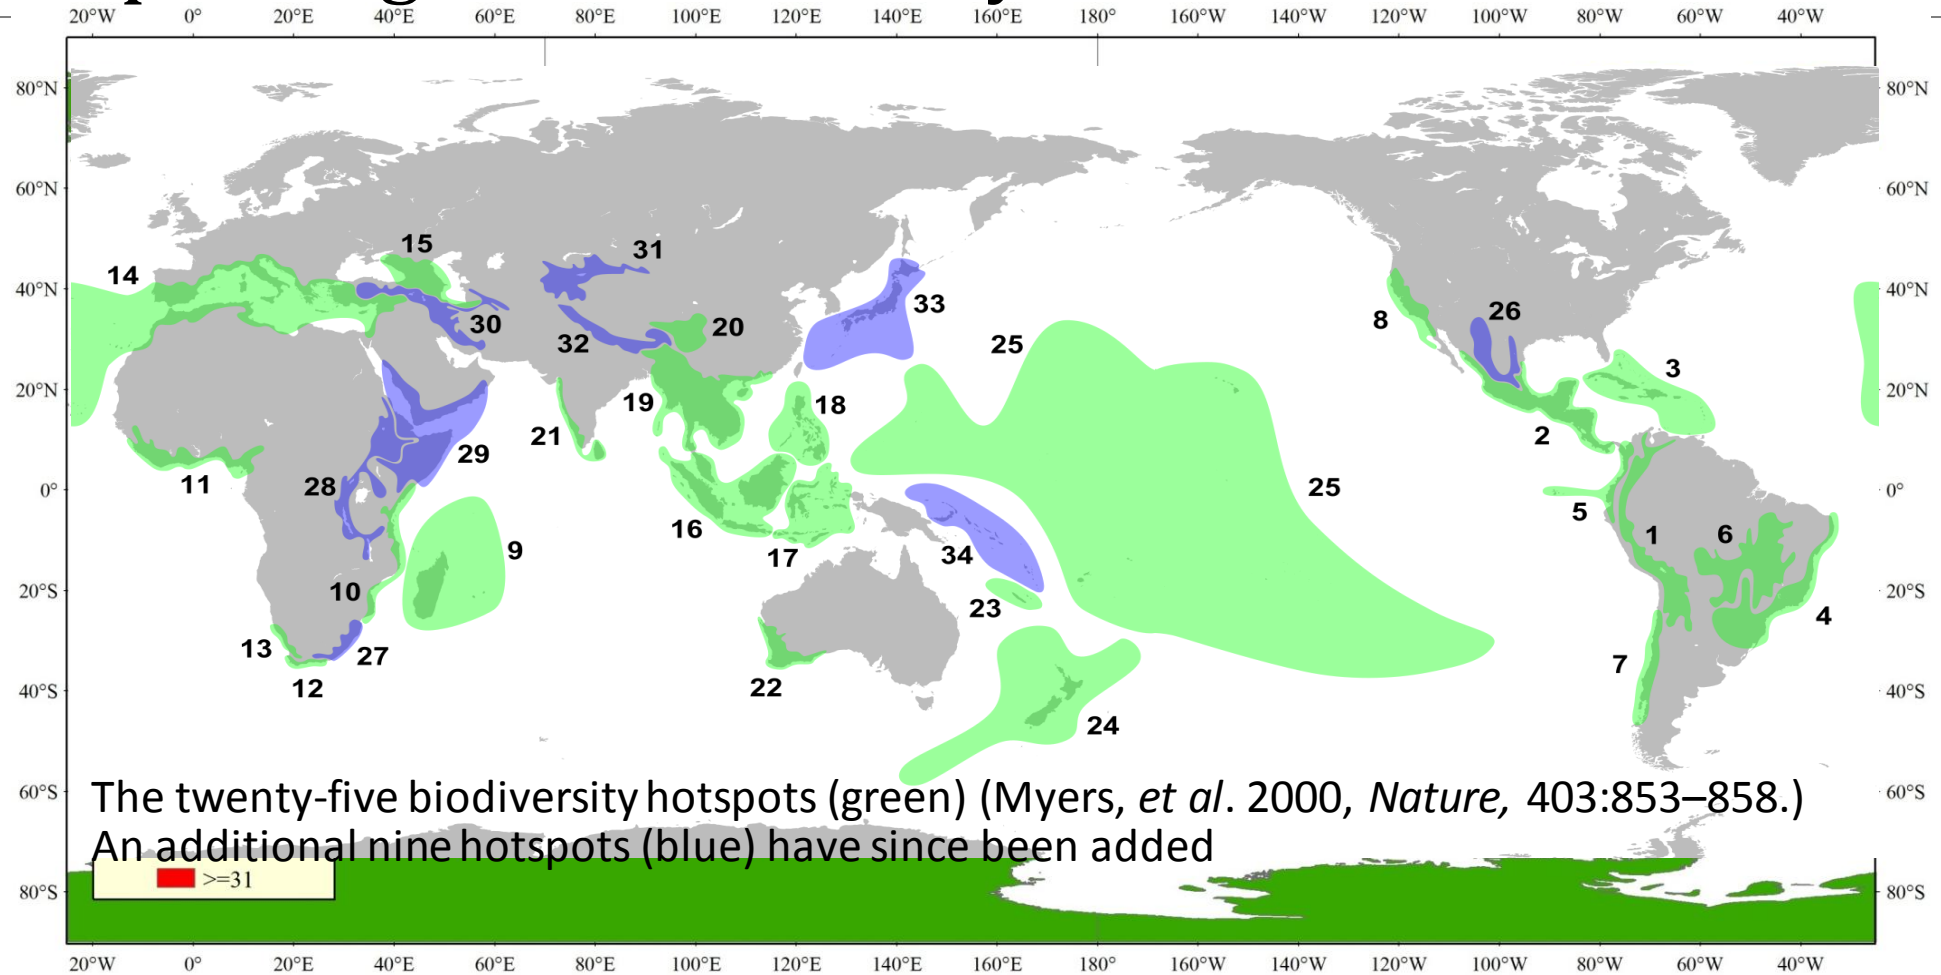 20°W 0° 20°E 40°E 60°E 80°E 100°E 120°E 140°E 160°E 180° 160°W 140°W 120°W 100°W 80°W 60°W 40°W
80°N 80°N
60°N 60°N
15 31
14 40°N 33 40°N
30 32 20 25 8 26
20°N 19 18 3 20°N
21 29 2
11 28 0° 25 5 0°
16 17 34 9 1 6
10 20°S 23 4 20°S
13 27 7
12 22 40°S 24 40°S
The twenty-five biodiversity hotspots (green) (Myers, et al. 2000, Nature, 403:853–858.)
60°S 60°S
An additional nine hotspots (blue) have since been added
>=31
80°S 80°S
20°W 0° 20°E 40°E 60°E 80°E 100°E 120°E 140°E 160°E 180° 160°W 140°W 120°W 100°W 80°W 60°W 40°W